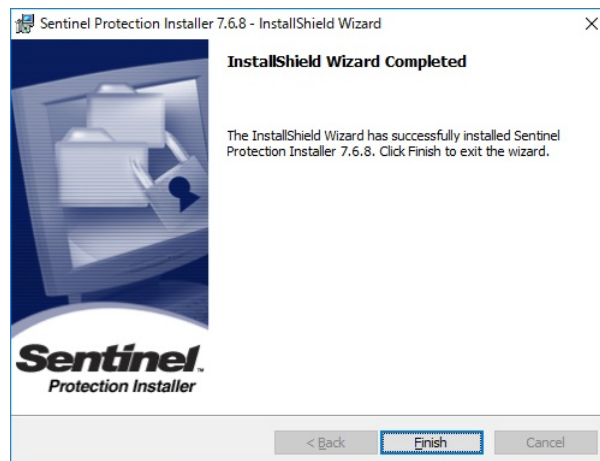 Sentinel Protection Installer 7.6.8 - InstallShield Wizard
InstallShield Wizard Completed
The InstallShield Wizard has successfully installed Sentinel
Protection Installer 7.6.8. Click Finish to exit the wizard.
Sentinel™
Protection Installer
< Back
Finish
Cancel